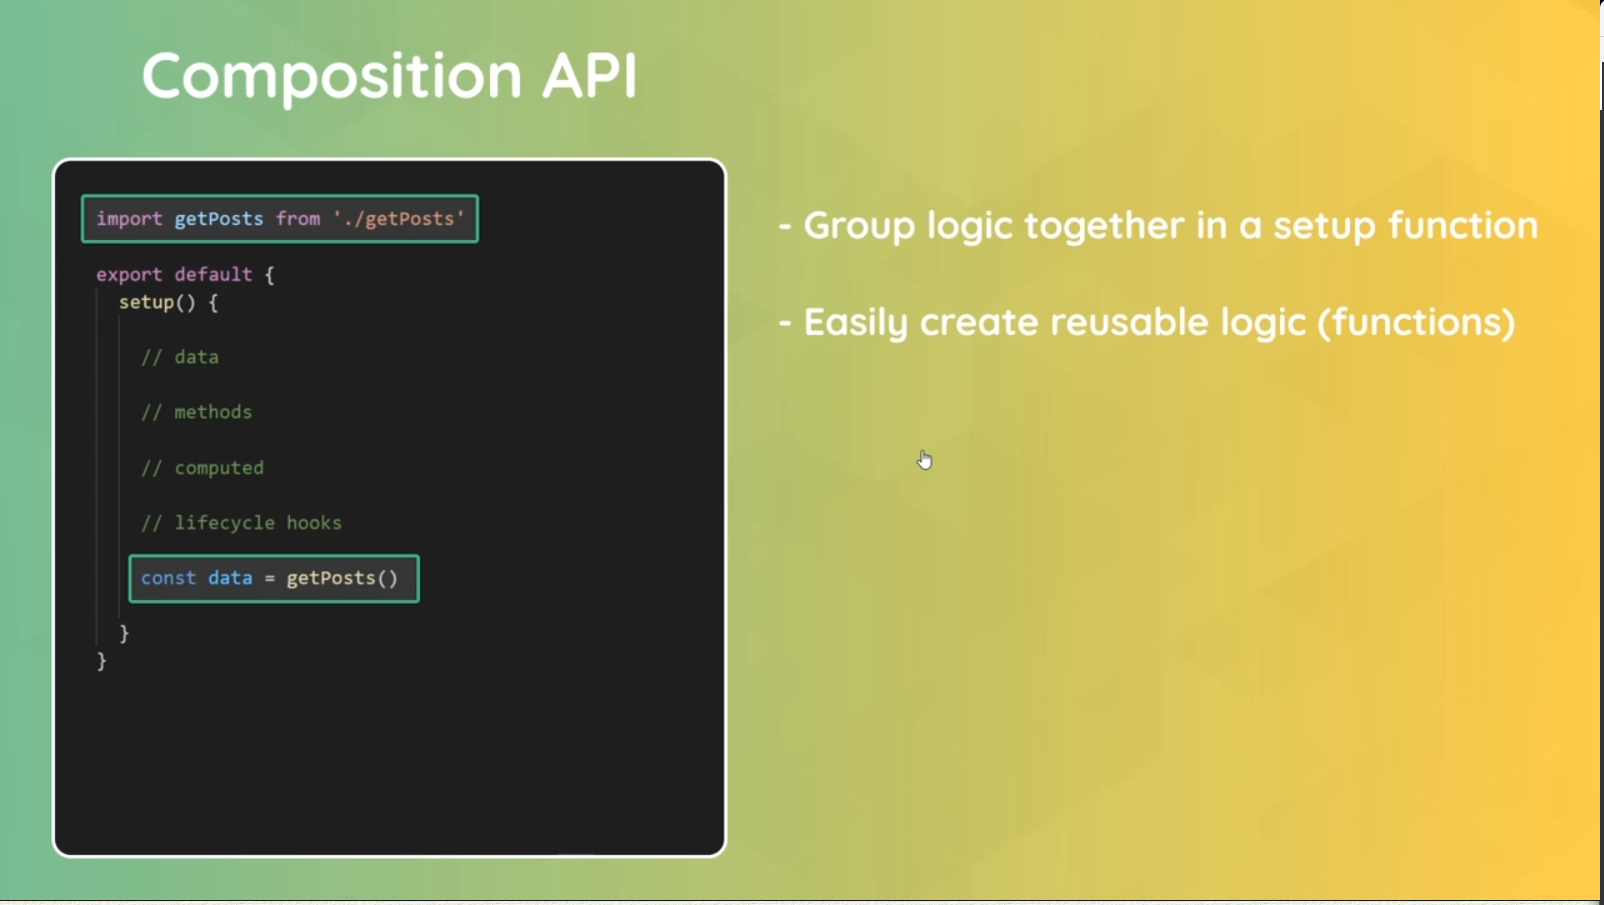 Composition API
import getPosts from './getPosts'
export default {
setup() {
// data
// methods
// computed
// lifecycle hooks
const data = getPosts()
}
}
- Group logic together in a setup function
- Easily create reusable logic (functions)